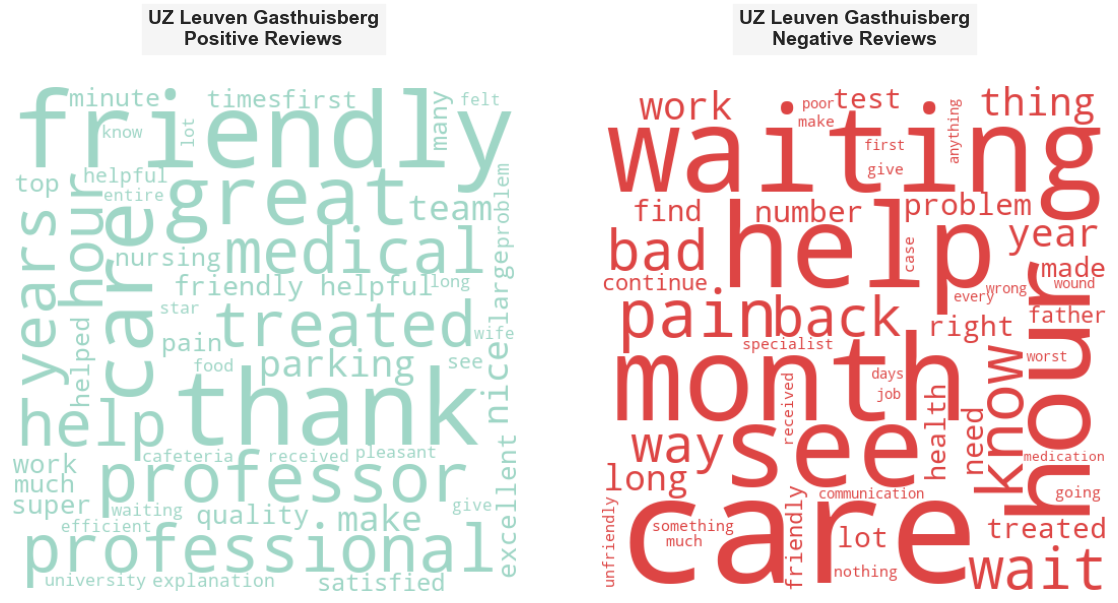 UZ Leuven Gasthuisberg
Positive Reviews
friendly
minute
times
first
many
felt
know
lot
top
helpful
entire
hour
great
team
problem
years
care
nursing
medical
large
friendly helpful
long
star
treated
helped
pain
food
parking
wife
see
nice
thank
help
cafeteria
received
pleasant
work
much
super
professor
excellent
waiting
efficient
quality
make
give
professional
university
explanation
satisfied
UZ Leuven Gasthuisberg
Negative Reviews
work
poor
make
test
thing
waiting
first
give
anything
find
number
problem
bad
help
case
year
continue
made
every
wrong
wound
pain
back
right
father
hour
specialist
month
days
job
worst
know
received
way
see
health
need
long
medication
communication
going
unfriendly
care
something
much
friendly
lot
treated
nothing
wait